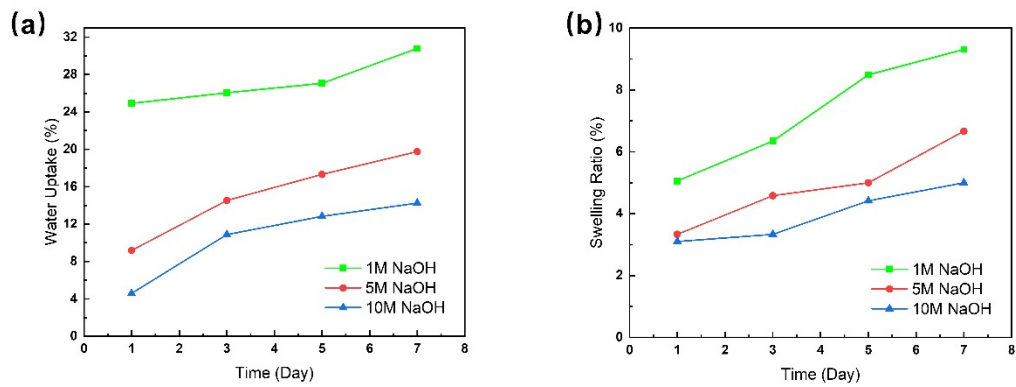 (a)
Water Uptake (%)
32
28
24
20
16
12
8
4
0
0 1 2 3 4 5 6 7 8
Time (Day)
1M NaOH
5M NaOH
10M NaOH
(b)
Swelling Ratio (%)
10
8
6
4
2
0
0 1 2 3 4 5 6 7 8
Time (Day)
1M NaOH
5M NaOH
10M NaOH